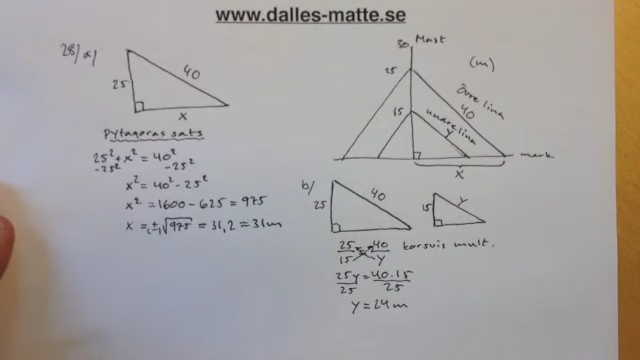 www.dalles-matte.se
28/ a/
25
40
x
Pytagoras sats
25² + x² = 40²
-25² -25²
x² = 40² - 25²
x² = 1600 - 625 = 975
x = (±)√975 = 31,2 ≈ 31m
30 Mast
(m)
25
Övre lina
40
15
undre lina
y
mark
x
b/
25
40
15
y
25/15 = 40/y korsvis mult.
25y/25 = 40·15/25
y = 24m